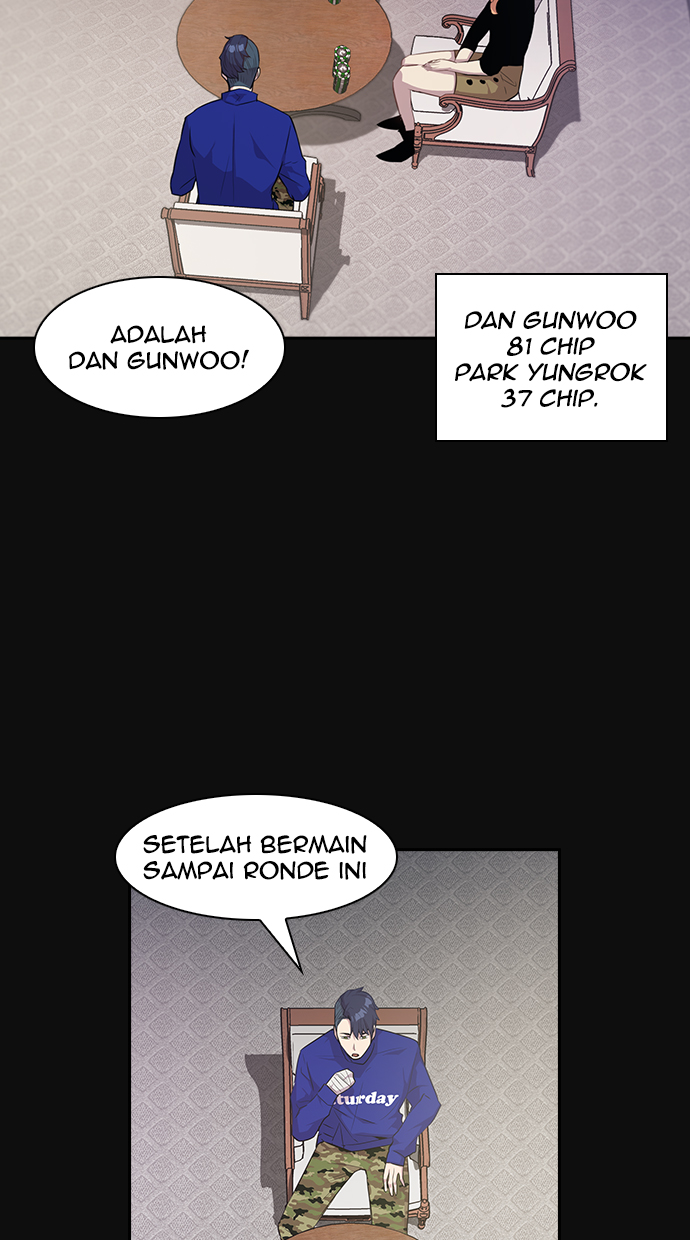 ADALAH
DAN GUNWOO!
DAN GUNWOO
81 CHIP
PARK YUNGROK
37 CHIP.
SETELAH BERMAIN
SAMPAI RONDE INI
turday